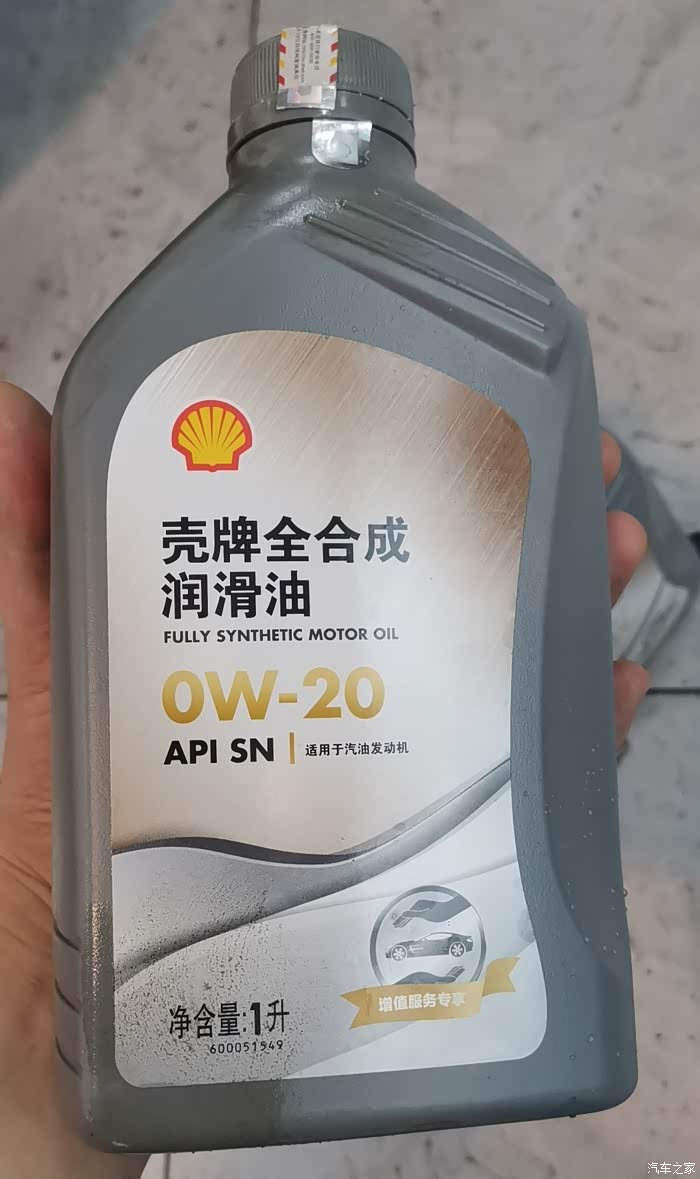 壳牌全合成
润滑油
FULLY SYNTHETIC MOTOR OIL
0W-20
API SN
适用于汽油发动机
增值服务专享
净含量:1升
600051549
汽车之家